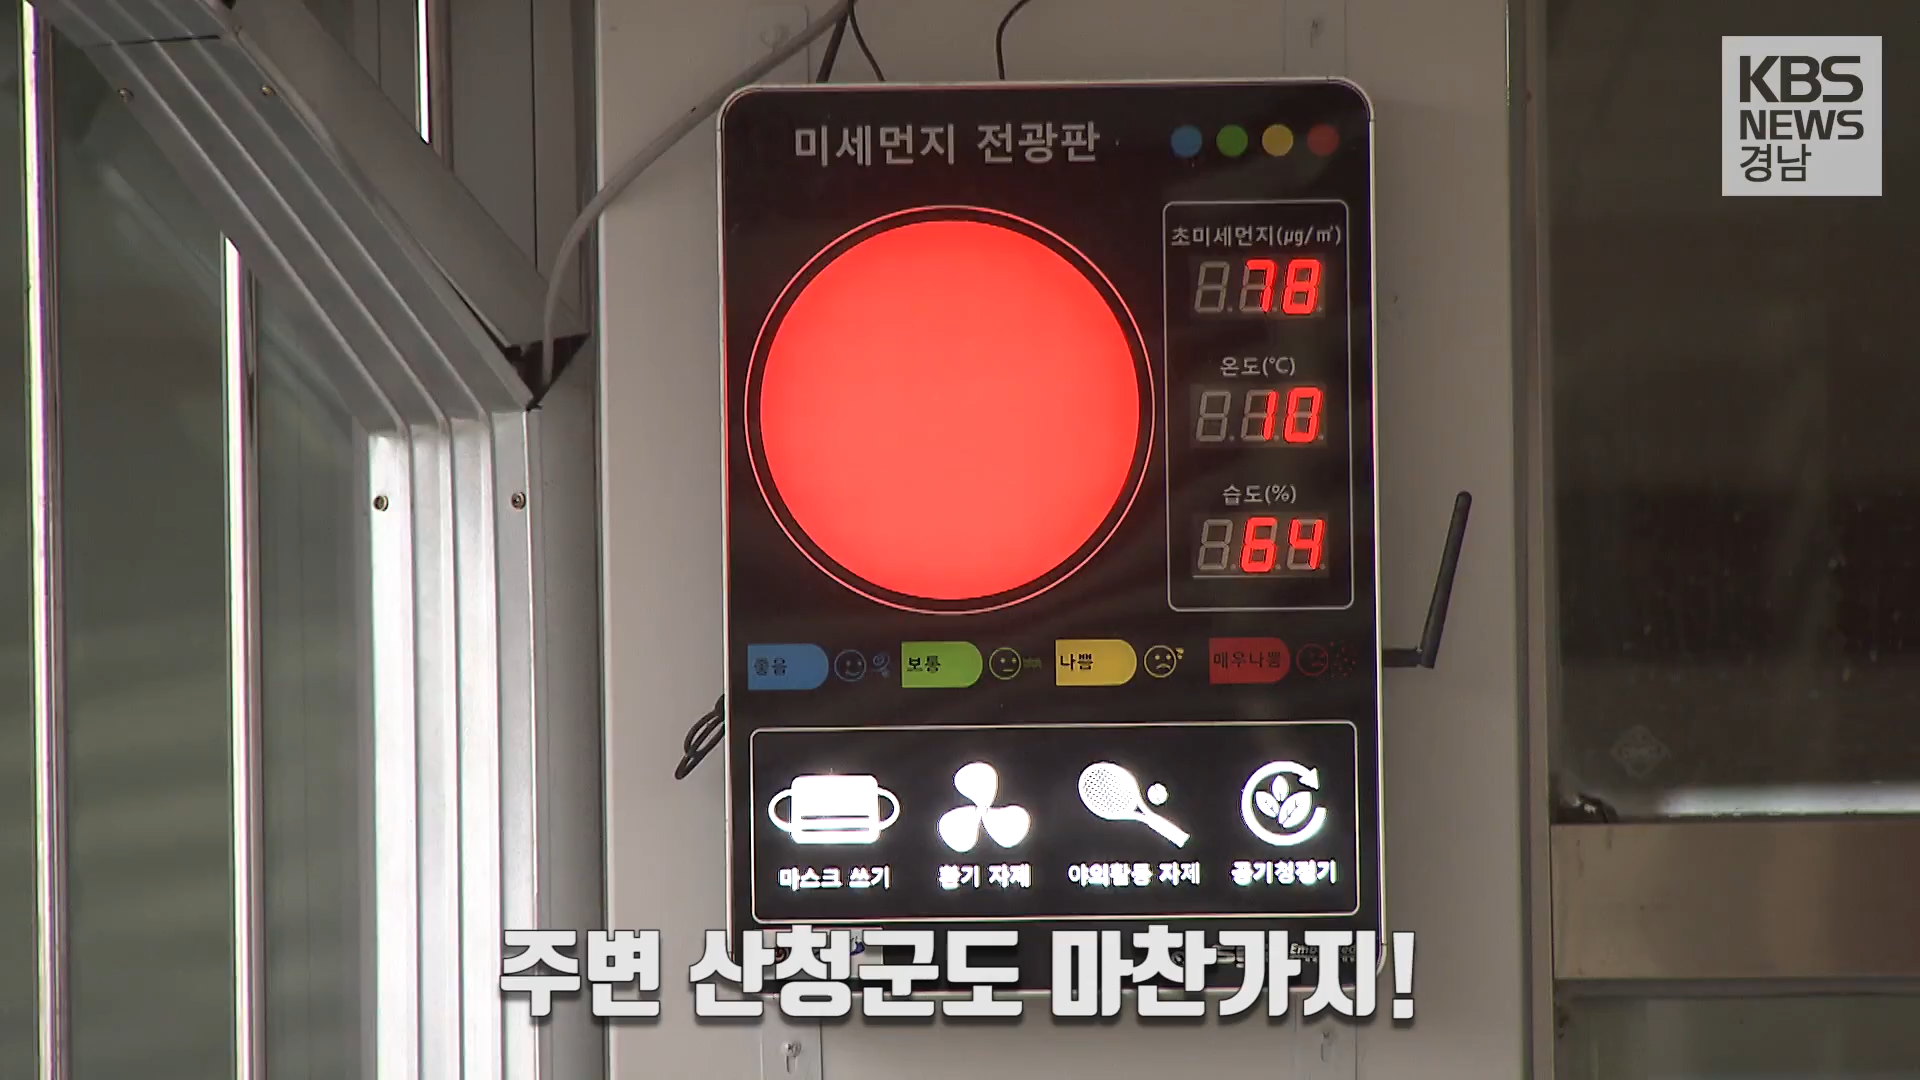 KBS
NEWS
경남
미세먼지 전광판
초미세먼지(㎍/㎥)
78
온도(℃)
10
습도(%)
64
좋음
보통
나쁨
매우나쁨
마스크 쓰기
환기 자제
야외활동 자제
공기청정기
주변 산청군도 마찬가지!